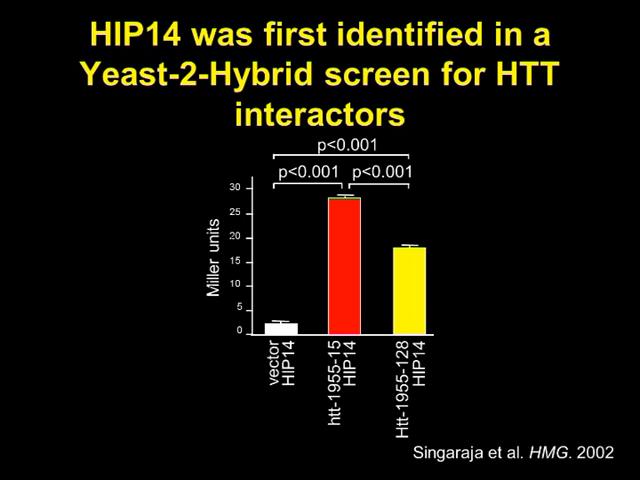 HIP14 was first identified in a
Yeast-2-Hybrid screen for HTT
interactors
p<0.001
p<0.001 p<0.001
30
25
20
15
10
5
0
Miller units
vector
HIP14
htt-1955-15
HIP14
Htt-1955-128
HIP14
Singaraja et al. HMG. 2002